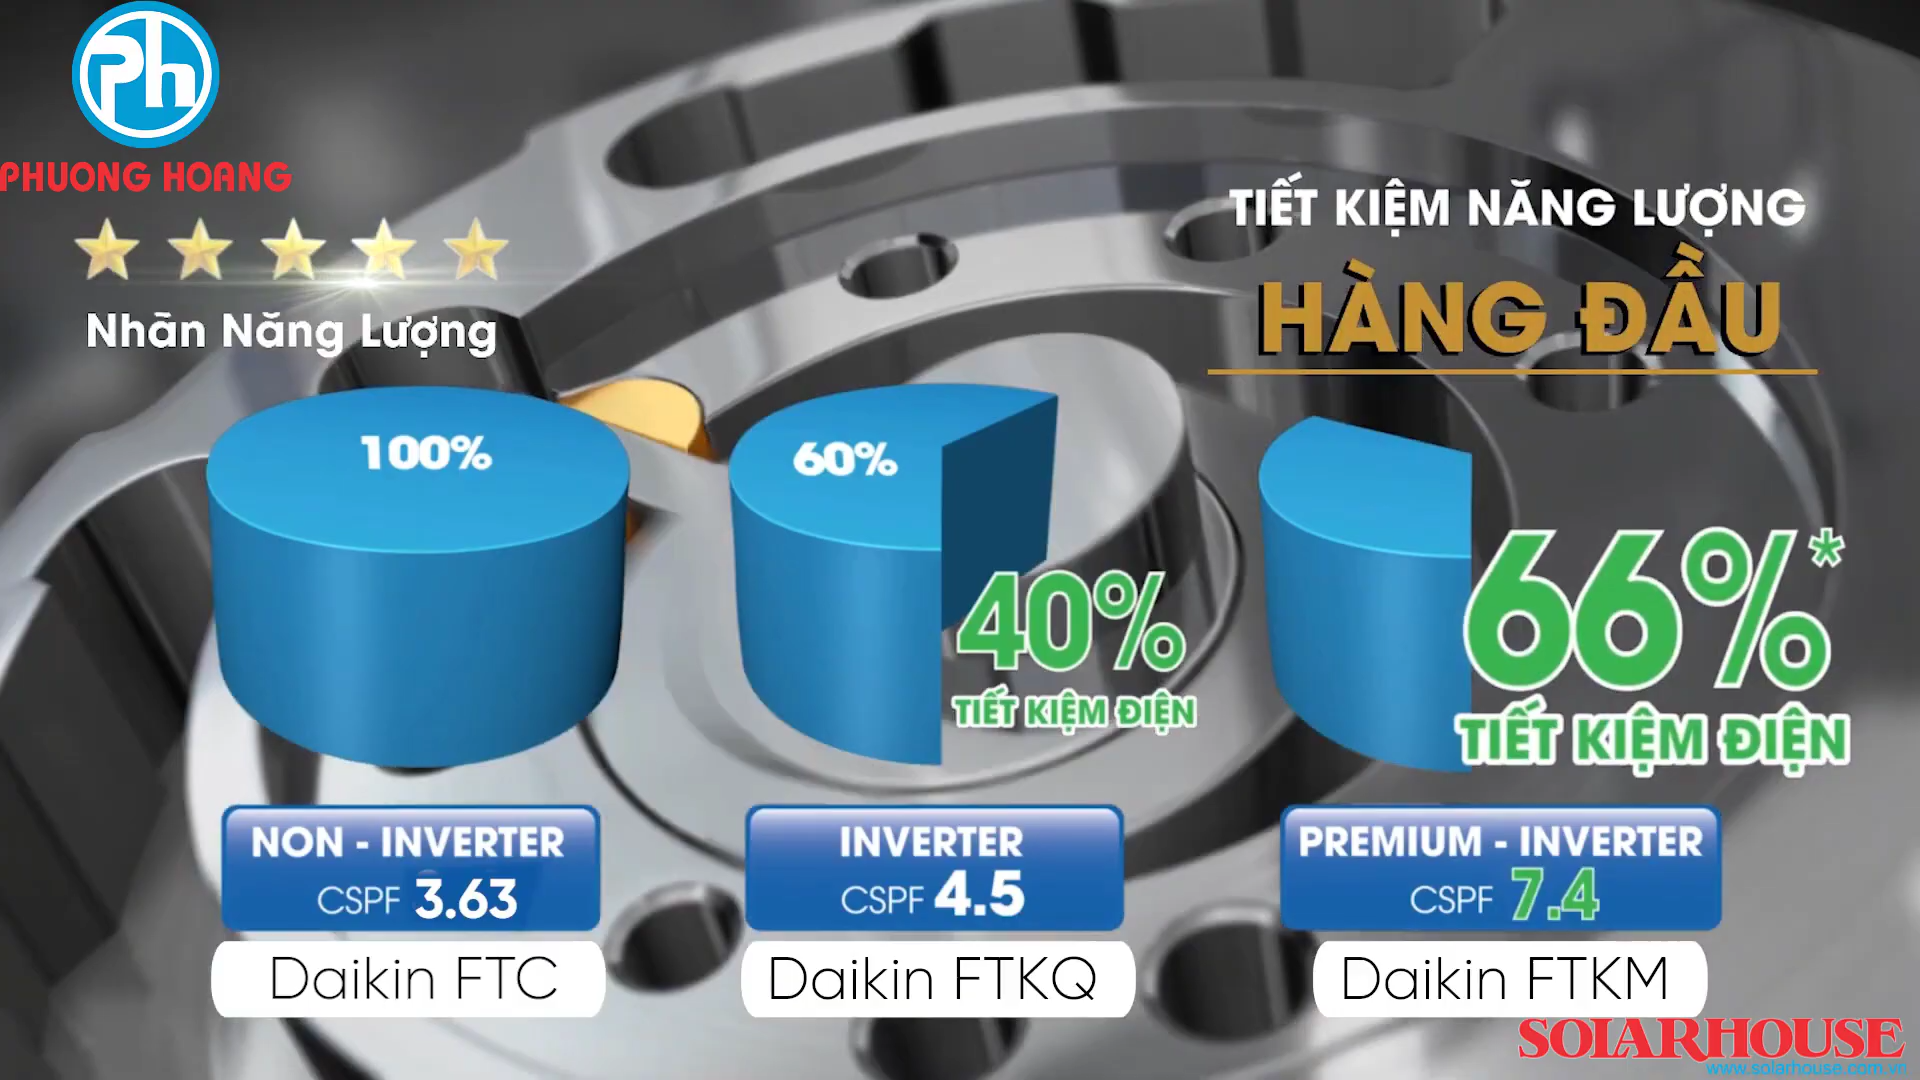 Ph
PHUONG HOANG
Nhãn Năng Lượng
TIẾT KIỆM NĂNG LƯỢNG
HÀNG ĐẦU
100%
60%
40%
TIẾT KIỆM ĐIỆN
66%*
TIẾT KIỆM ĐIỆN
NON - INVERTER
CSPF 3.63
Daikin FTC
INVERTER
CSPF 4.5
Daikin FTKQ
PREMIUM - INVERTER
CSPF 7.4
Daikin FTKM
SOLARHOUSE
www.solarhouse.com.vn